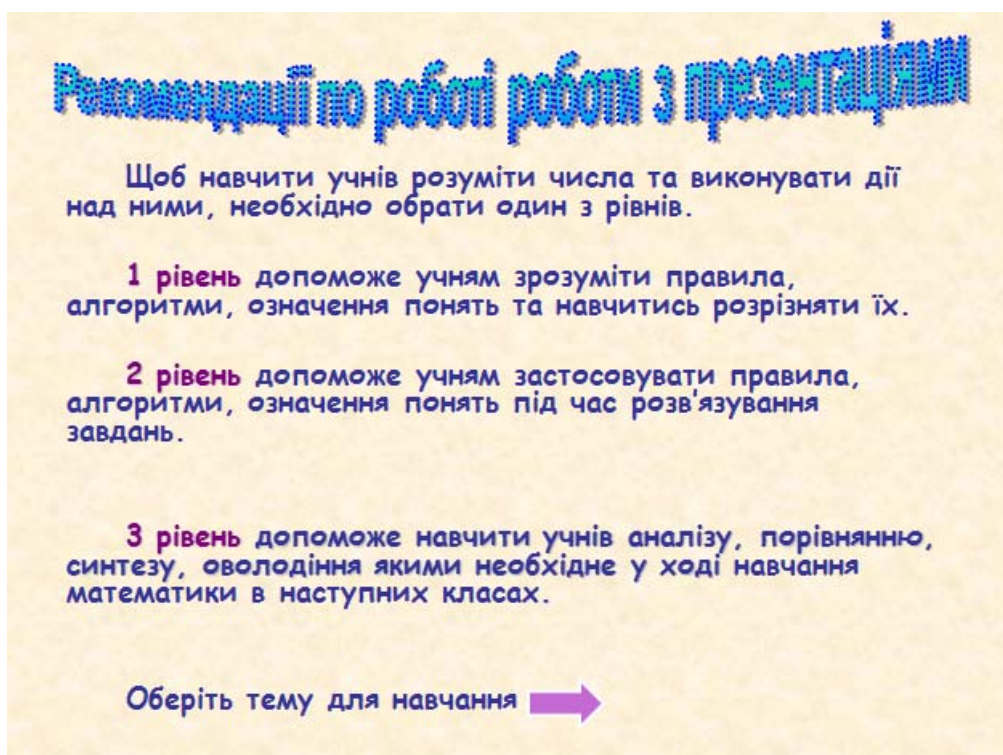 Рекомендації по роботі роботи з презентаціями
Щоб навчити учнів розуміти числа та виконувати дії
над ними, необхідно обрати один з рівнів.
1 рівень допоможе учням зрозуміти правила,
алгоритми, означення понять та навчитись розрізняти їх.
2 рівень допоможе учням застосовувати правила,
алгоритми, означення понять під час розв'язування
завдань.
3 рівень допоможе навчити учнів аналізу, порівнянню,
синтезу, оволодіння якими необхідне у ході навчання
математики в наступних класах.
Оберіть тему для навчання